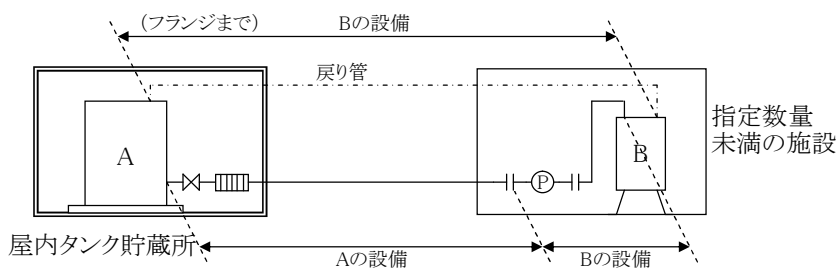 (フランジまで)
Bの設備
戻り管
A
P
B
指定数量
未満の施設
屋内タンク貯蔵所
Aの設備
Bの設備